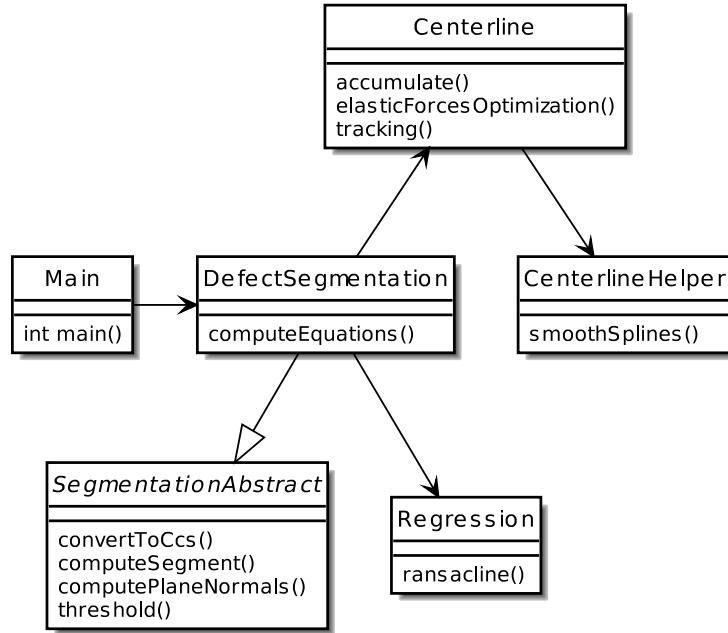 Centerline
accumulate()
elasticForcesOptimization()
tracking()
Main
int main()
DefectSegmentation
computeEquations()
CenterlineHelper
smoothSplines()
SegmentationAbstract
convertToCcs()
computeSegment()
computePlaneNormals()
threshold()
Regression
ransacline()